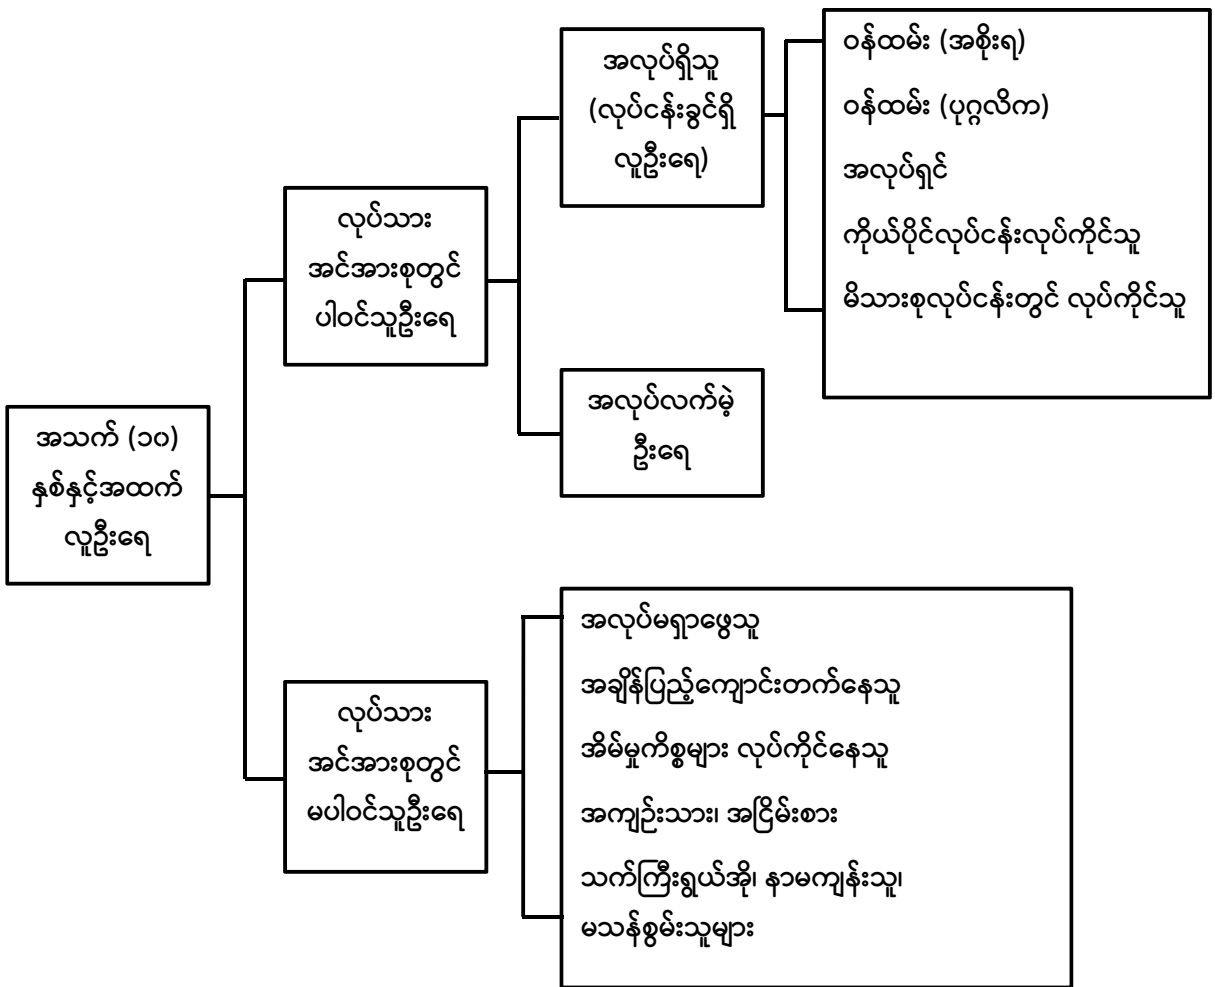 အသက် (၁၀)
နှစ်နှင့်အထက်
လူဦးရေ
လုပ်သား
အင်အားစုတွင်
ပါဝင်သူဦးရေ
အလုပ်ရှိသူ
(လုပ်ငန်းခွင်ရှိ
လူဦးရေ)
ဝန်ထမ်း (အစိုးရ)
ဝန်ထမ်း (ပုဂ္ဂလိက)
အလုပ်ရှင်
ကိုယ်ပိုင်လုပ်ငန်းလုပ်ကိုင်သူ
မိသားစုလုပ်ငန်းတွင် လုပ်ကိုင်သူ
အလုပ်လက်မဲ့
ဦးရေ
လုပ်သား
အင်အားစုတွင်
မပါဝင်သူဦးရေ
အလုပ်မရှာဖွေသူ
အချိန်ပြည့်ကျောင်းတက်နေသူ
အိမ်မှုကိစ္စများ လုပ်ကိုင်နေသူ
အကျဉ်းသား၊ အငြိမ်းစား
သက်ကြီးရွယ်အို၊ နာမကျန်းသူ၊
မသန်စွမ်းသူများ